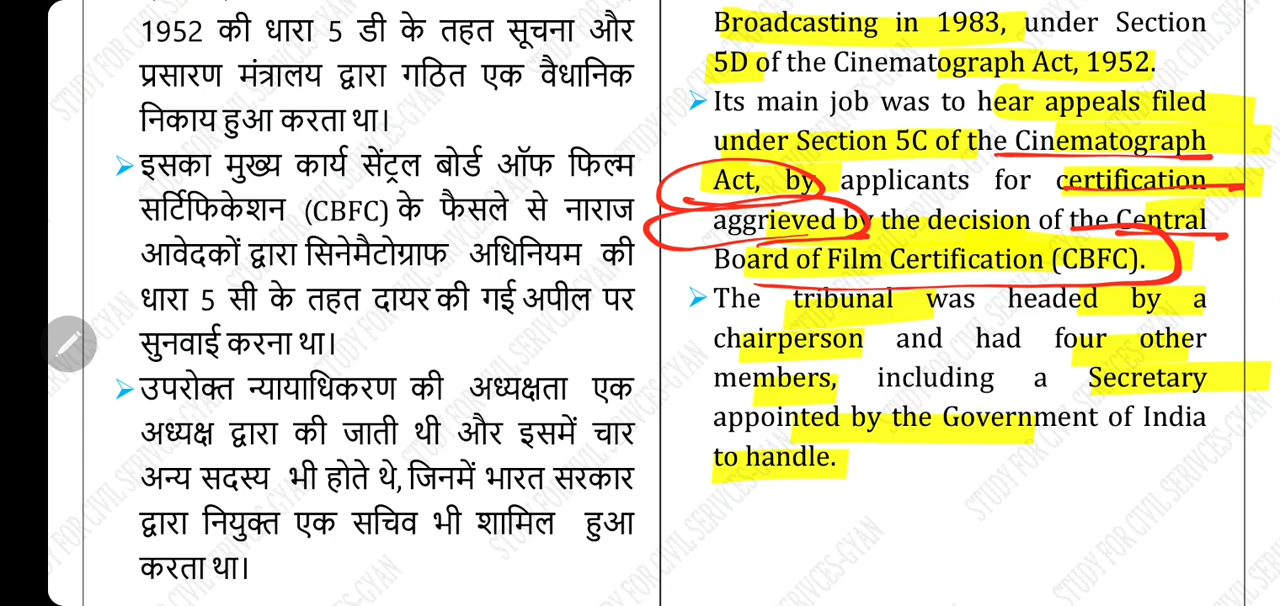 1952 की धारा 5 डी के तहत सूचना और
प्रसारण मंत्रालय द्वारा गठित एक वैधानिक
निकाय हुआ करता था।
इसका मुख्य कार्य सेंट्रल बोर्ड ऑफ फिल्म
सर्टिफिकेशन (CBFC) के फैसले से नाराज
आवेदकों द्वारा सिनेमैटोग्राफ अधिनियम की
धारा 5 सी के तहत दायर की गई अपील पर
सुनवाई करना था।
उपरोक्त न्यायाधिकरण की अध्यक्षता एक
अध्यक्ष द्वारा की जाती थी और इसमें चार
अन्य सदस्य भी होते थे, जिनमें भारत सरकार
द्वारा नियुक्त एक सचिव भी शामिल हुआ
करता था।
Broadcasting in 1983, under Section
5D of the Cinematograph Act, 1952.
Its main job was to hear appeals filed
under Section 5C of the Cinematograph
Act, by applicants for certification
aggrieved by the decision of the Central
Board of Film Certification (CBFC).
The tribunal was headed by a
chairperson and had four other
members, including a Secretary
appointed by the Government of India
to handle.
STUDY FOR CIVIL SERIVCES-GYAN